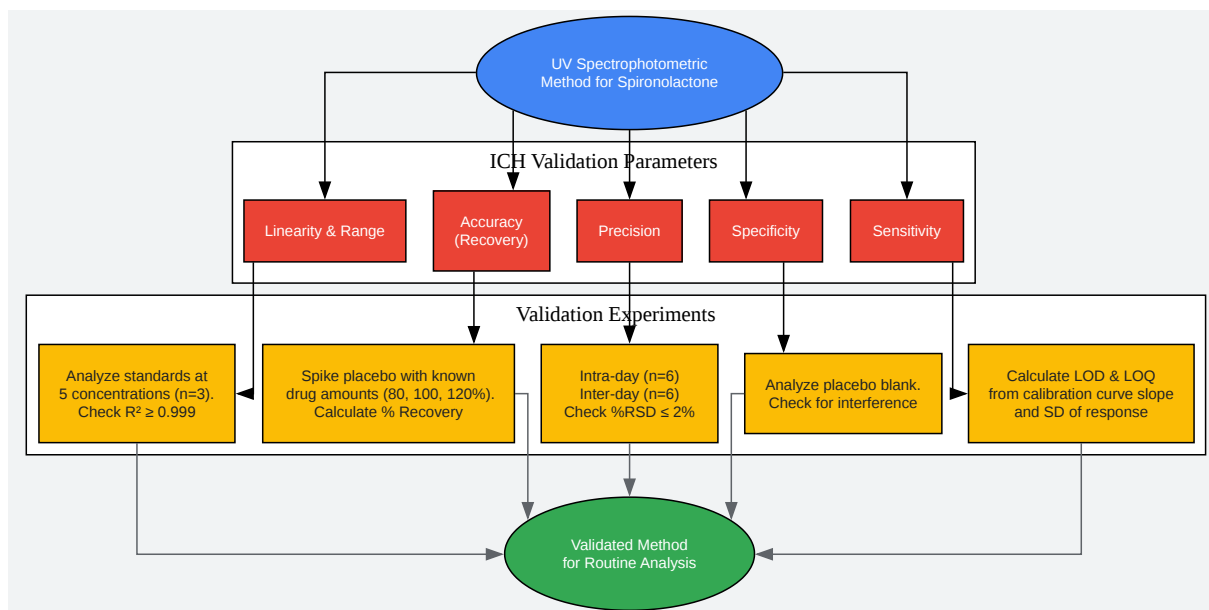 UV Spectrophotometric
Method for Spironolactone
ICH Validation Parameters
Linearity & Range
Accuracy
(Recovery)
Precision
Specificity
Sensitivity
Validation Experiments
Analyze standards at
5 concentrations (n=3).
Check R² ≥ 0.999
Spike placebo with known
drug amounts (80, 100, 120%).
Calculate % Recovery
Intra-day (n=6)
Inter-day (n=6)
Check %RSD ≤ 2%
Analyze placebo blank.
Check for interference
Calculate LOD & LOQ
from calibration curve slope
and SD of response
Validated Method
for Routine Analysis